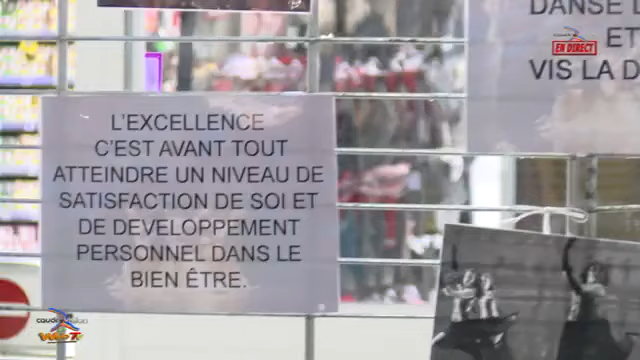 DANSE
EN DIRECT
ET
VIS LA
L'EXCELLENCE
C'EST AVANT TOUT
ATTEINDRE UN NIVEAU DE
SATISFACTION DE SOI ET
DE DEVELOPPEMENT
PERSONNEL DANS LE
BIEN ÊTRE.